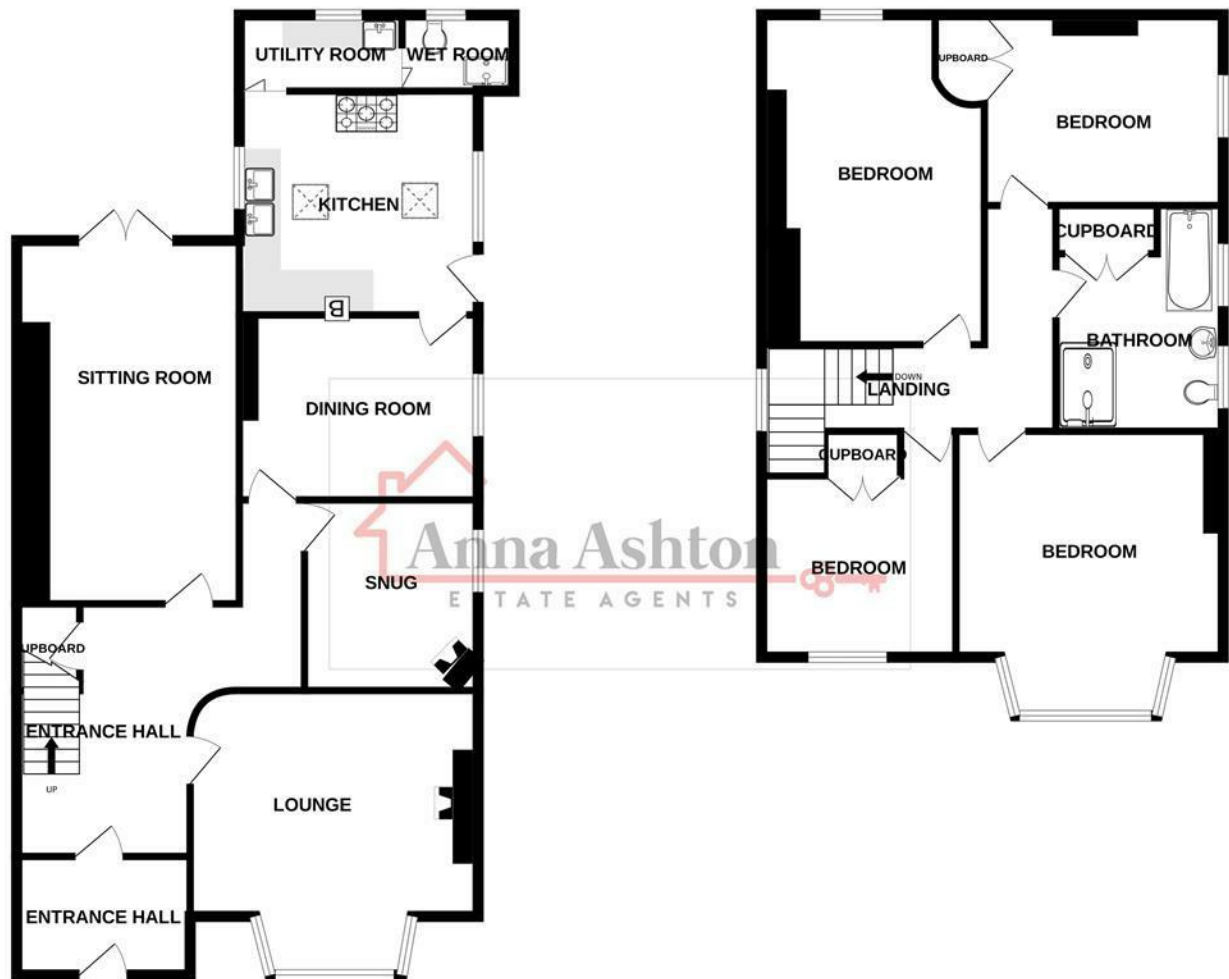 UTILITY ROOM
WET ROOM
KITCHEN
B
SITTING ROOM
DINING ROOM
SNUG
UPBOARD
ENTRANCE HALL
UP
LOUNGE
ENTRANCE HALL
UPBOARD
BEDROOM
BEDROOM
CUPBOARD
BATHROOM
DOWN
LANDING
CUPBOARD
BEDROOM
BEDROOM
Anna Ashton
ESTATE AGENTS